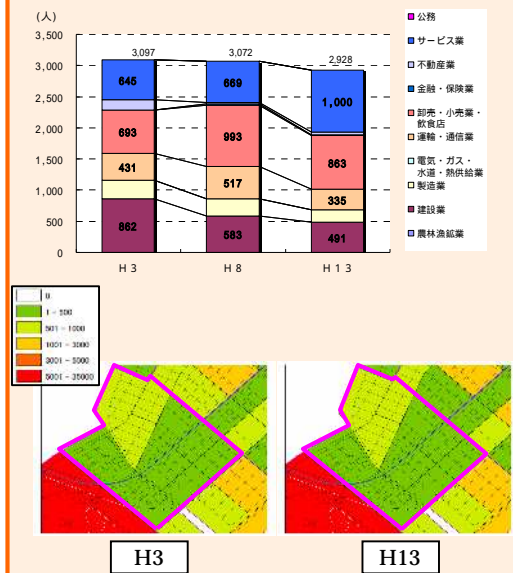 (人)
3,500
3,000
2,500
2,000
1,500
1,000
500
0
3,097
3,072
2,928
645
693
431
862
669
993
517
583
1,000
863
335
491
H 3
H 8
H 1 3
公務
サービス業
不動産業
金融・保険業
卸売・小売業・
飲食店
運輸・通信業
電気・ガス・
水道・熱供給業
製造業
建設業
農林漁鉱業
0
1 - 500
501 - 1000
1001 - 3000
3001 - 5000
5001 - 35000
H3
H13